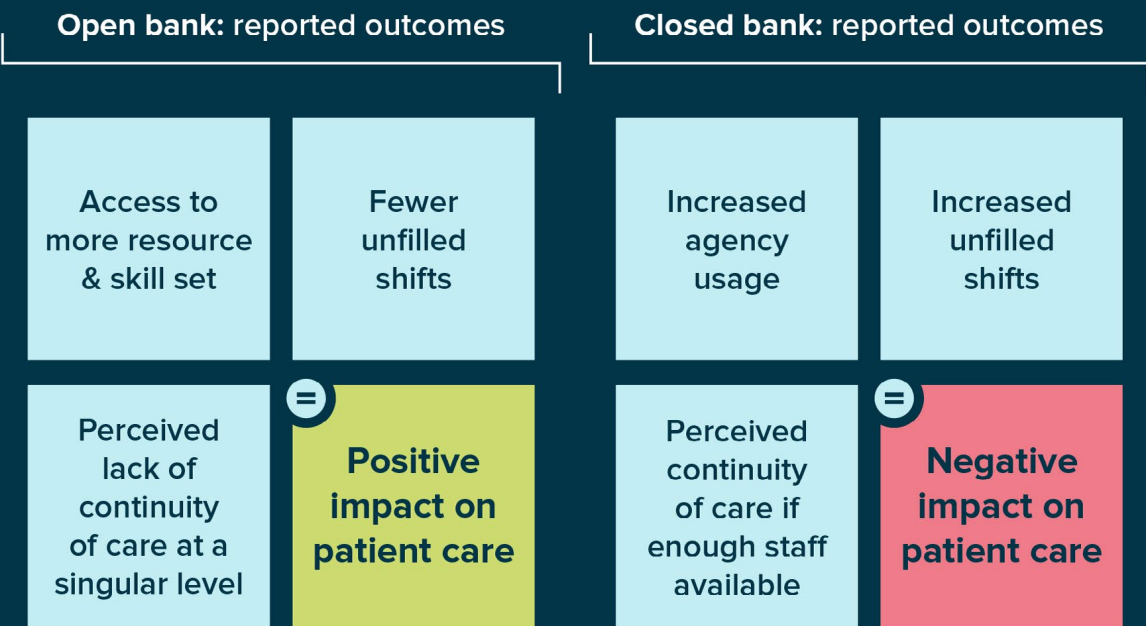 Open bank: reported outcomes
Access to
more resource
& skill set
Fewer
unfilled
shifts
Perceived
lack of
continuity
of care at a
singular level
=
Positive
impact on
patient care
Closed bank: reported outcomes
Increased
agency
usage
Increased
unfilled
shifts
Perceived
continuity
of care if
enough staff
available
=
Negative
impact on
patient care